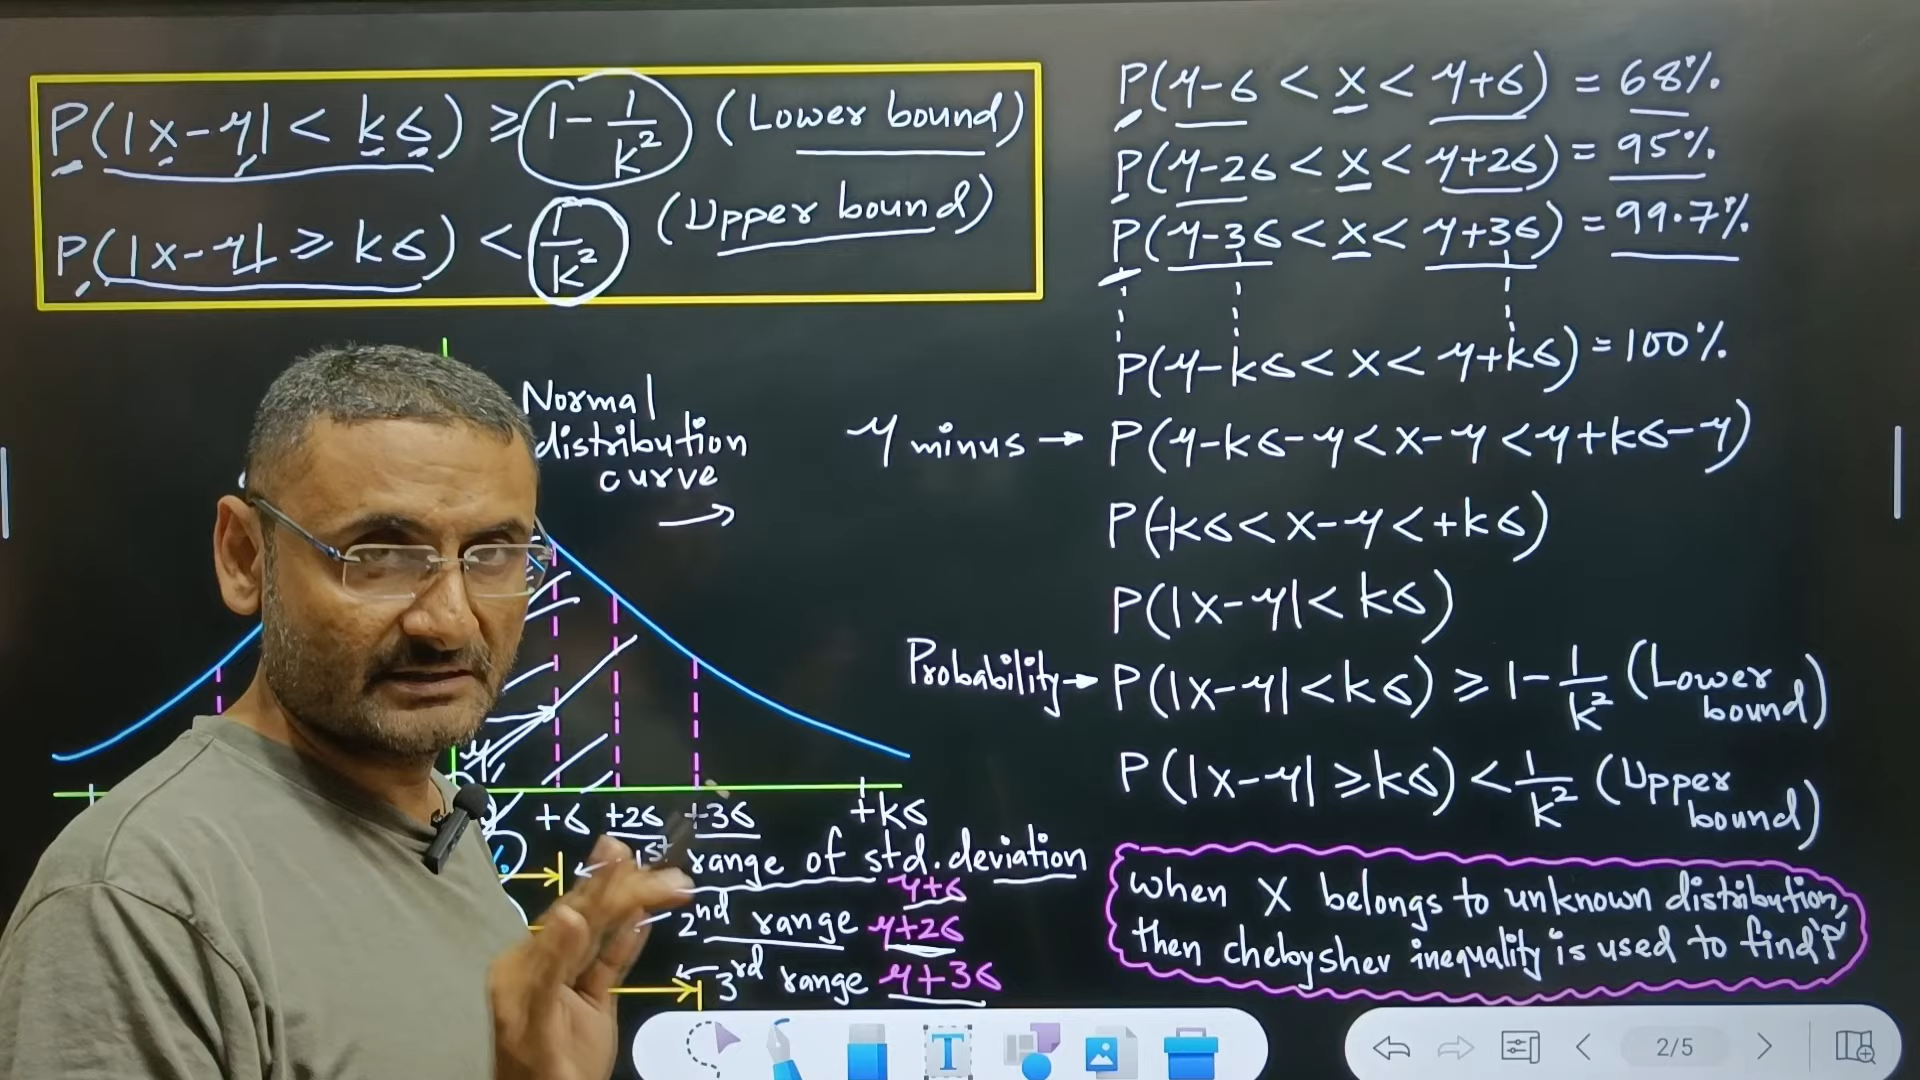 P(|x-μ| < kσ) ≥ 1 - 1/k² (Lower bound)
P(|x-μ| ≥ kσ) < 1/k² (Upper bound)
Normal
distribution
curve
→
μ
+σ +2σ +3σ +kσ
1st range of std. deviation
μ+σ
2nd range μ+2σ
3rd range μ+3σ
P(μ-σ < x < μ+σ) = 68%.
P(μ-2σ < x < μ+2σ) = 95%.
P(μ-3σ < x < μ+3σ) = 99.7%.
P(μ-kσ < x < μ+kσ) = 100%.
μ minus → P(μ-kσ-μ < x-μ < μ+kσ-μ)
P(-kσ < x-μ < +kσ)
P(|x-μ| < kσ)
Probability → P(|x-μ| < kσ) ≥ 1 - 1/k² (Lower
bound)
P(|x-μ| ≥ kσ) < 1/k² (Upper
bound)
When X belongs to unknown distribution,
then chebyshev inequality is used to find 'P'
T
2/5